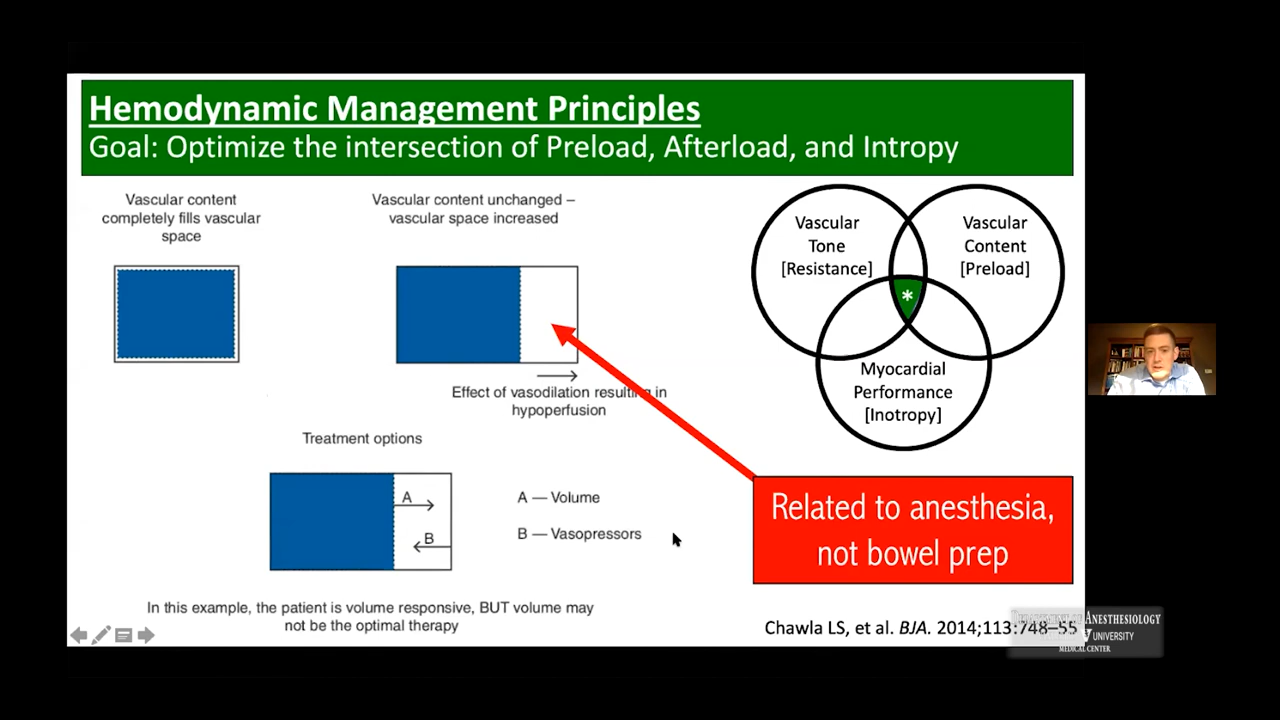 Hemodynamic Management Principles
Goal: Optimize the intersection of Preload, Afterload, and Intropy
Vascular content
completely fills vascular
space
Vascular content unchanged –
vascular space increased
Effect of vasodilation resulting in
hypoperfusion
Treatment options
A
B
A — Volume
B — Vasopressors
In this example, the patient is volume responsive, BUT volume may
not be the optimal therapy
Vascular
Tone
[Resistance]
Vascular
Content
[Preload]
*
Myocardial
Performance
[Inotropy]
Related to anesthesia,
not bowel prep
Chawla LS, et al. BJA. 2014;113:748–55
Anesthesiology
University
Medical Center